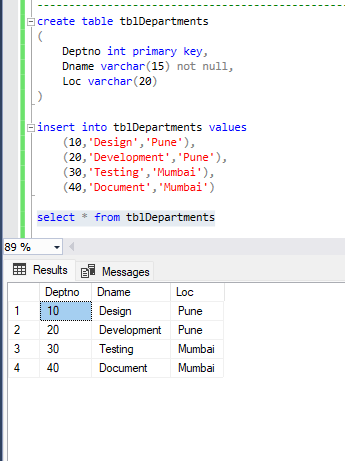 create table tblDepartments
(
Deptno int primary key,
Dname varchar(15) not null,
Loc varchar(20)
)
insert into tblDepartments values
(10,'Design','Pune'),
(20,'Development','Pune'),
(30,'Testing','Mumbai'),
(40,'Document','Mumbai')
select * from tblDepartments
89 %
Results Messages
Deptno Dname Loc
1 10 Design Pune
2 20 Development Pune
3 30 Testing Mumbai
4 40 Document Mumbai